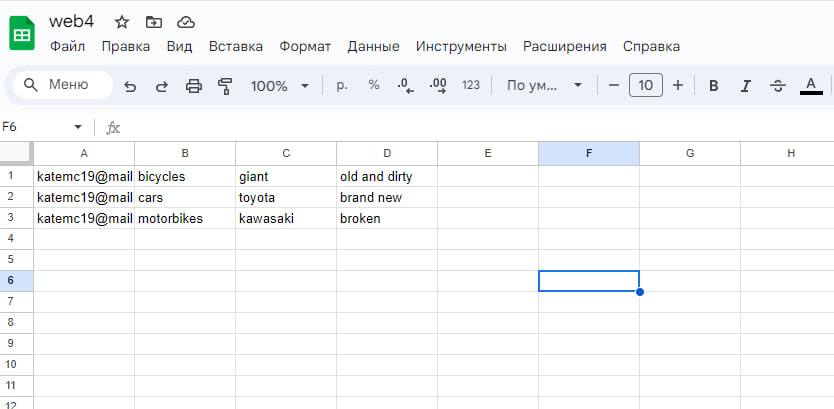 web4
Файл Правка Вид Вставка Формат Данные Инструменты Расширения Справка
Меню 100% р. % .0 .00 123 По ум... 10 B I S A
F6 fx
A B C D E F G H
1 katemc19@mail bicycles giant old and dirty
2 katemc19@mail cars toyota brand new
3 katemc19@mail motorbikes kawasaki broken
4
5
6
7
8
9
10
11
12